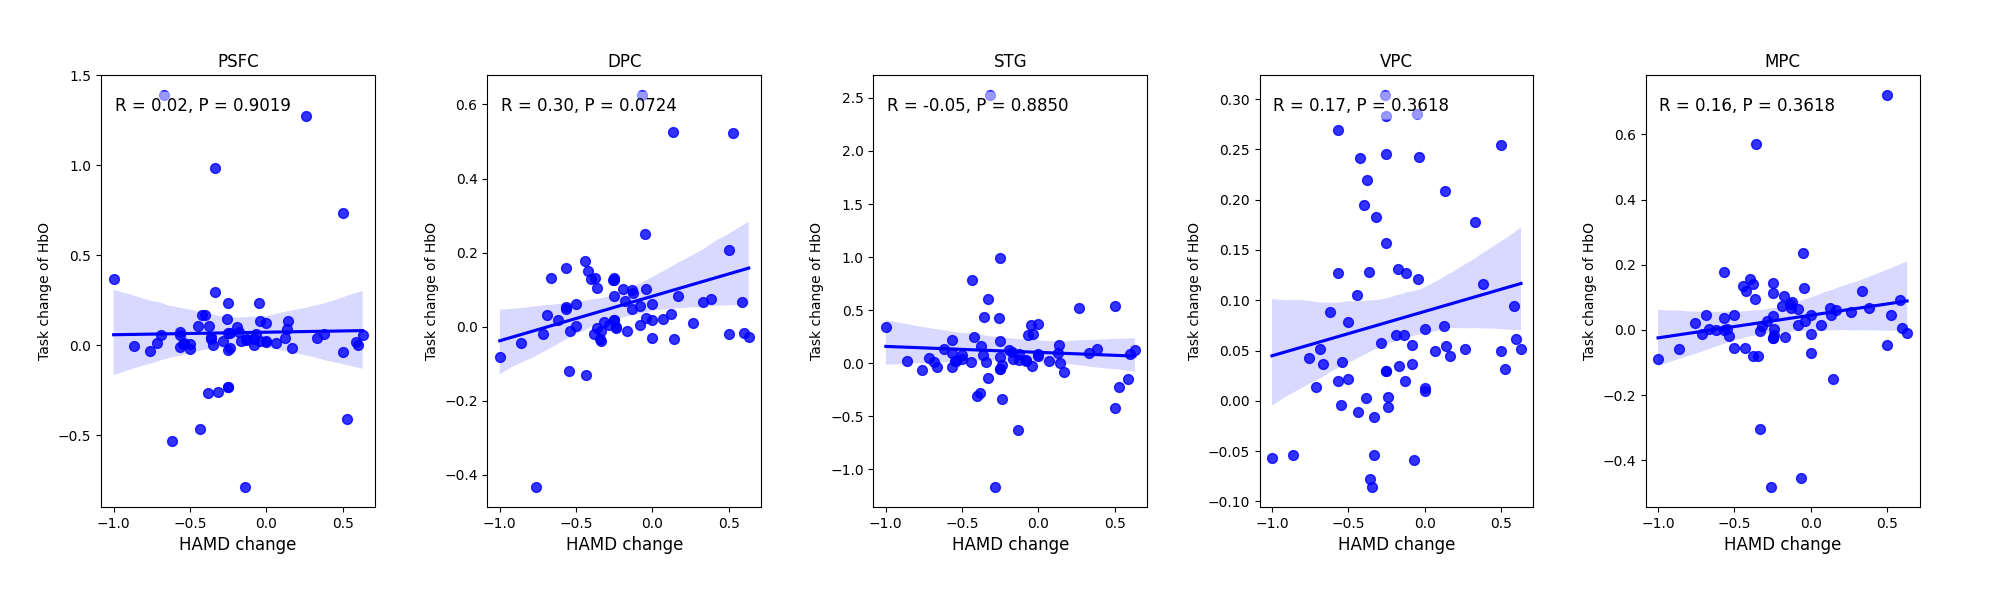 PSFC
R = 0.02, P = 0.9019
1.5
1.0
0.5
0.0
−0.5
−1.0
−0.5
0.0
0.5
Task change of HbO
HAMD change
DPC
R = 0.30, P = 0.0724
0.6
0.4
0.2
0.0
−0.2
−0.4
−1.0
−0.5
0.0
0.5
Task change of HbO
HAMD change
STG
R = -0.05, P = 0.8850
2.5
2.0
1.5
1.0
0.5
0.0
−0.5
−1.0
−1.0
−0.5
0.0
0.5
Task change of HbO
HAMD change
VPC
R = 0.17, P = 0.3618
0.30
0.25
0.20
0.15
0.10
0.05
0.00
−0.05
−0.10
−1.0
−0.5
0.0
0.5
Task change of HbO
HAMD change
MPC
R = 0.16, P = 0.3618
0.6
0.4
0.2
0.0
−0.2
−0.4
−1.0
−0.5
0.0
0.5
Task change of HbO
HAMD change